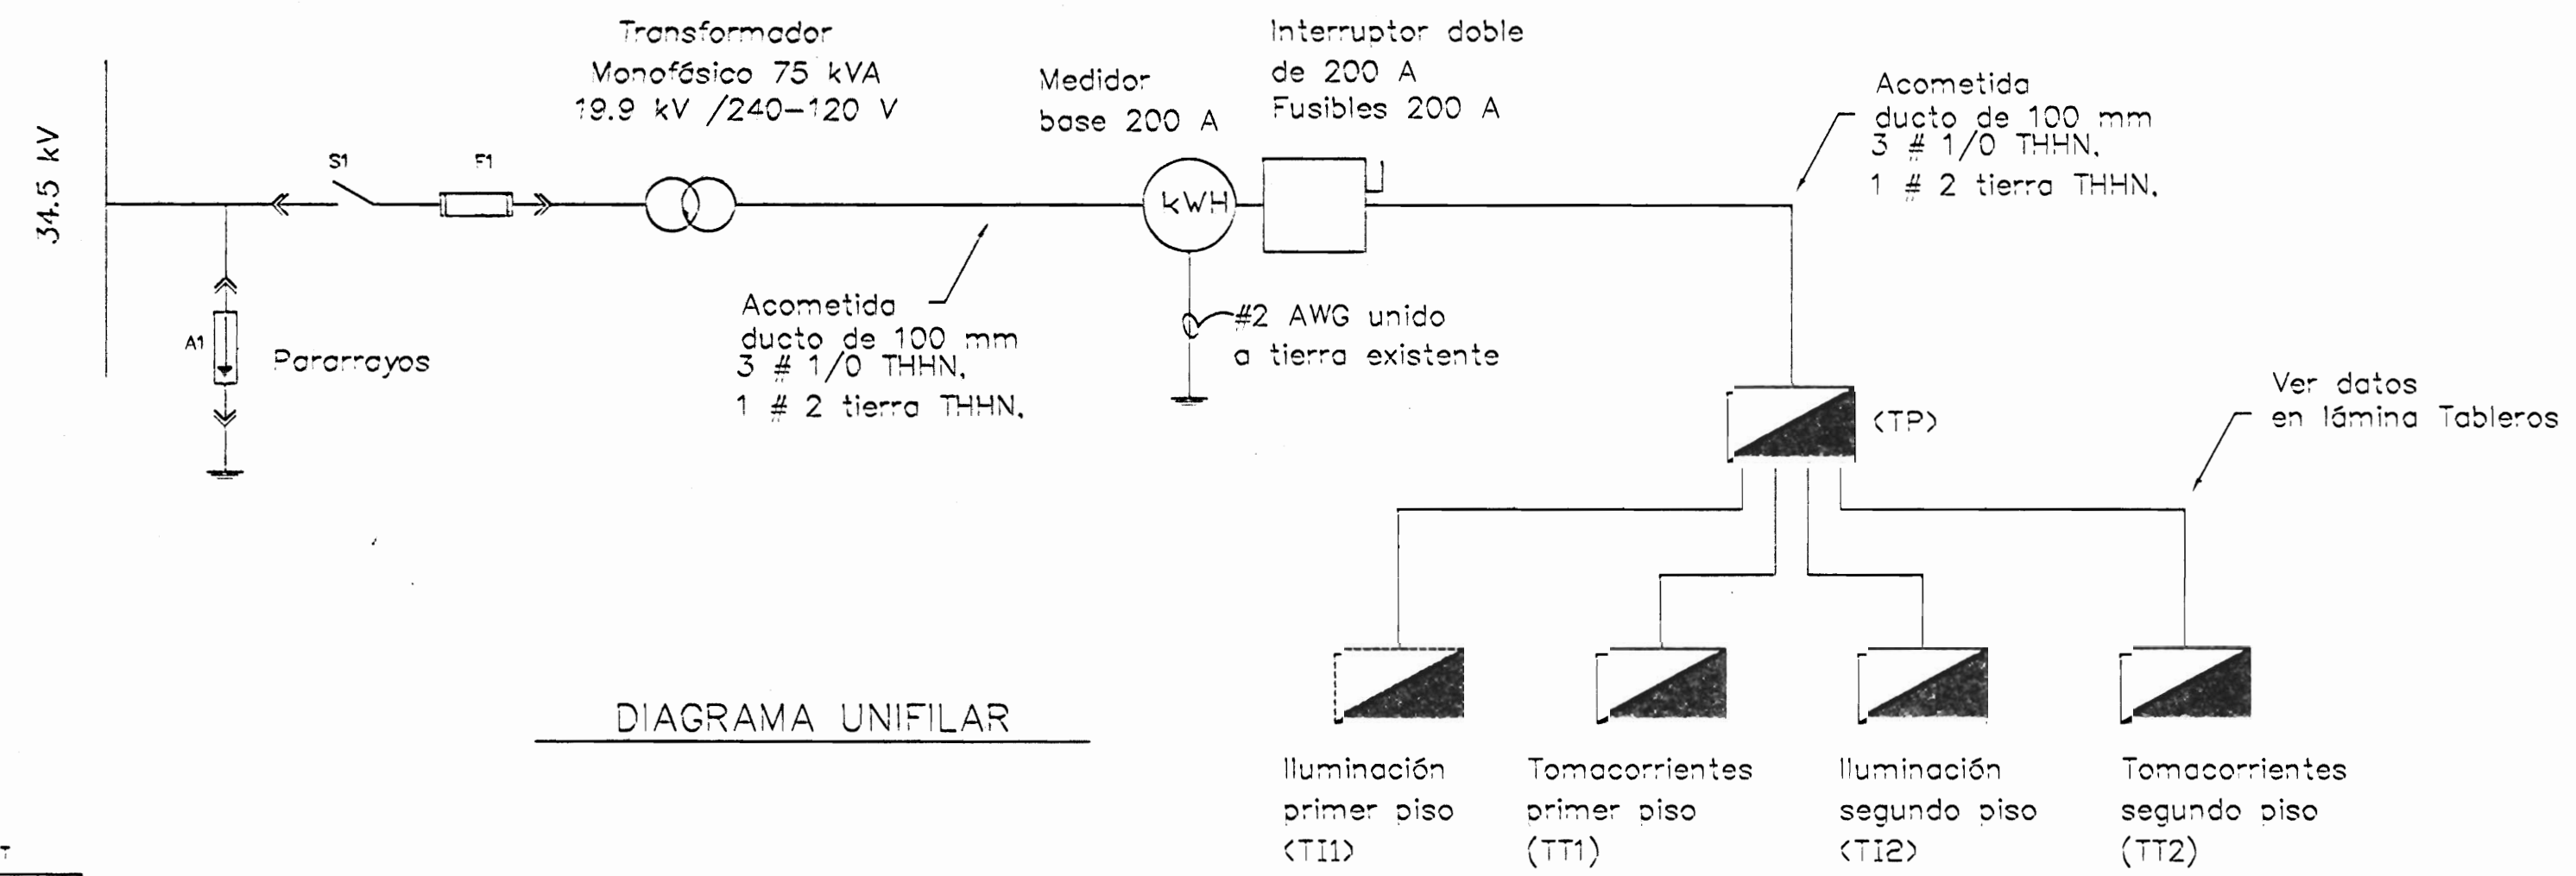 Transformador
Monofásico 75 kVA
19.9 kV /240-120 V
Medidor
base 200 A
Interruptor doble
de 200 A
Fusibles 200 A
Acometida
ducto de 100 mm
3 # 1/0 THHN,
1 # 2 tierra THHN,
34.5 kV
S1
F1
kWH
Acometida
ducto de 100 mm
3 # 1/0 THHN,
1 # 2 tierra THHN,
#2 AWG unido
a tierra existente
A1
Pararrayos
(TP)
Ver datos
en lámina Tableros
DIAGRAMA UNIFILAR
Iluminación
primer piso
(TI1)
Tomacorrientes
primer piso
(TT1)
Iluminación
segundo piso
(TI2)
Tomacorrientes
segundo piso
(TT2)